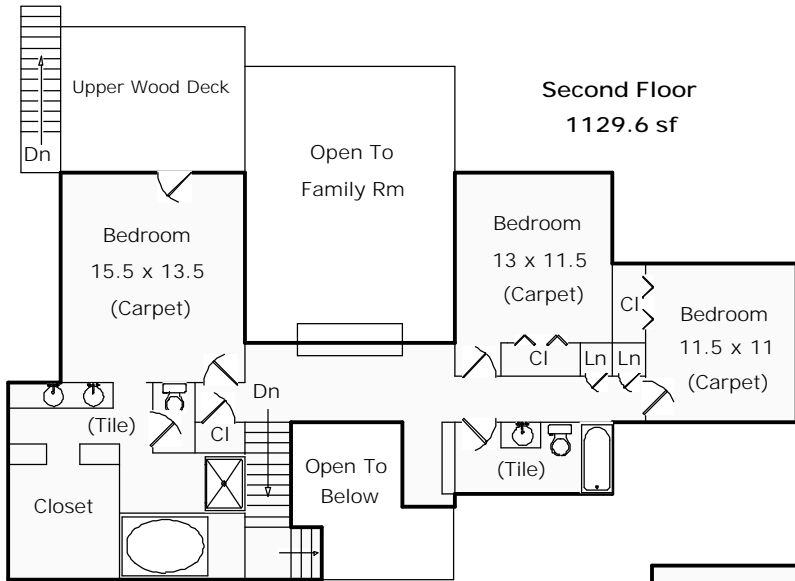 Second Floor
1129.6 sf
Upper Wood Deck
Dn
Open To
Family Rm
Bedroom
15.5 x 13.5
(Carpet)
Bedroom
13 x 11.5
(Carpet)
Cl
Bedroom
11.5 x 11
(Carpet)
Cl
Ln
Ln
Dn
(Tile)
Cl
Closet
Open To
Below
(Tile)